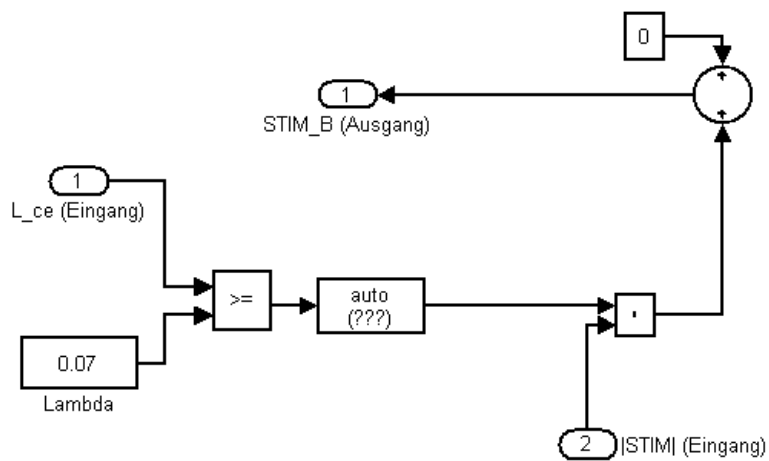 0
1
STIM_B (Ausgang)
1
L_ce (Eingang)
>=
auto
(???)
0.07
Lambda
2
|STIM| (Eingang)